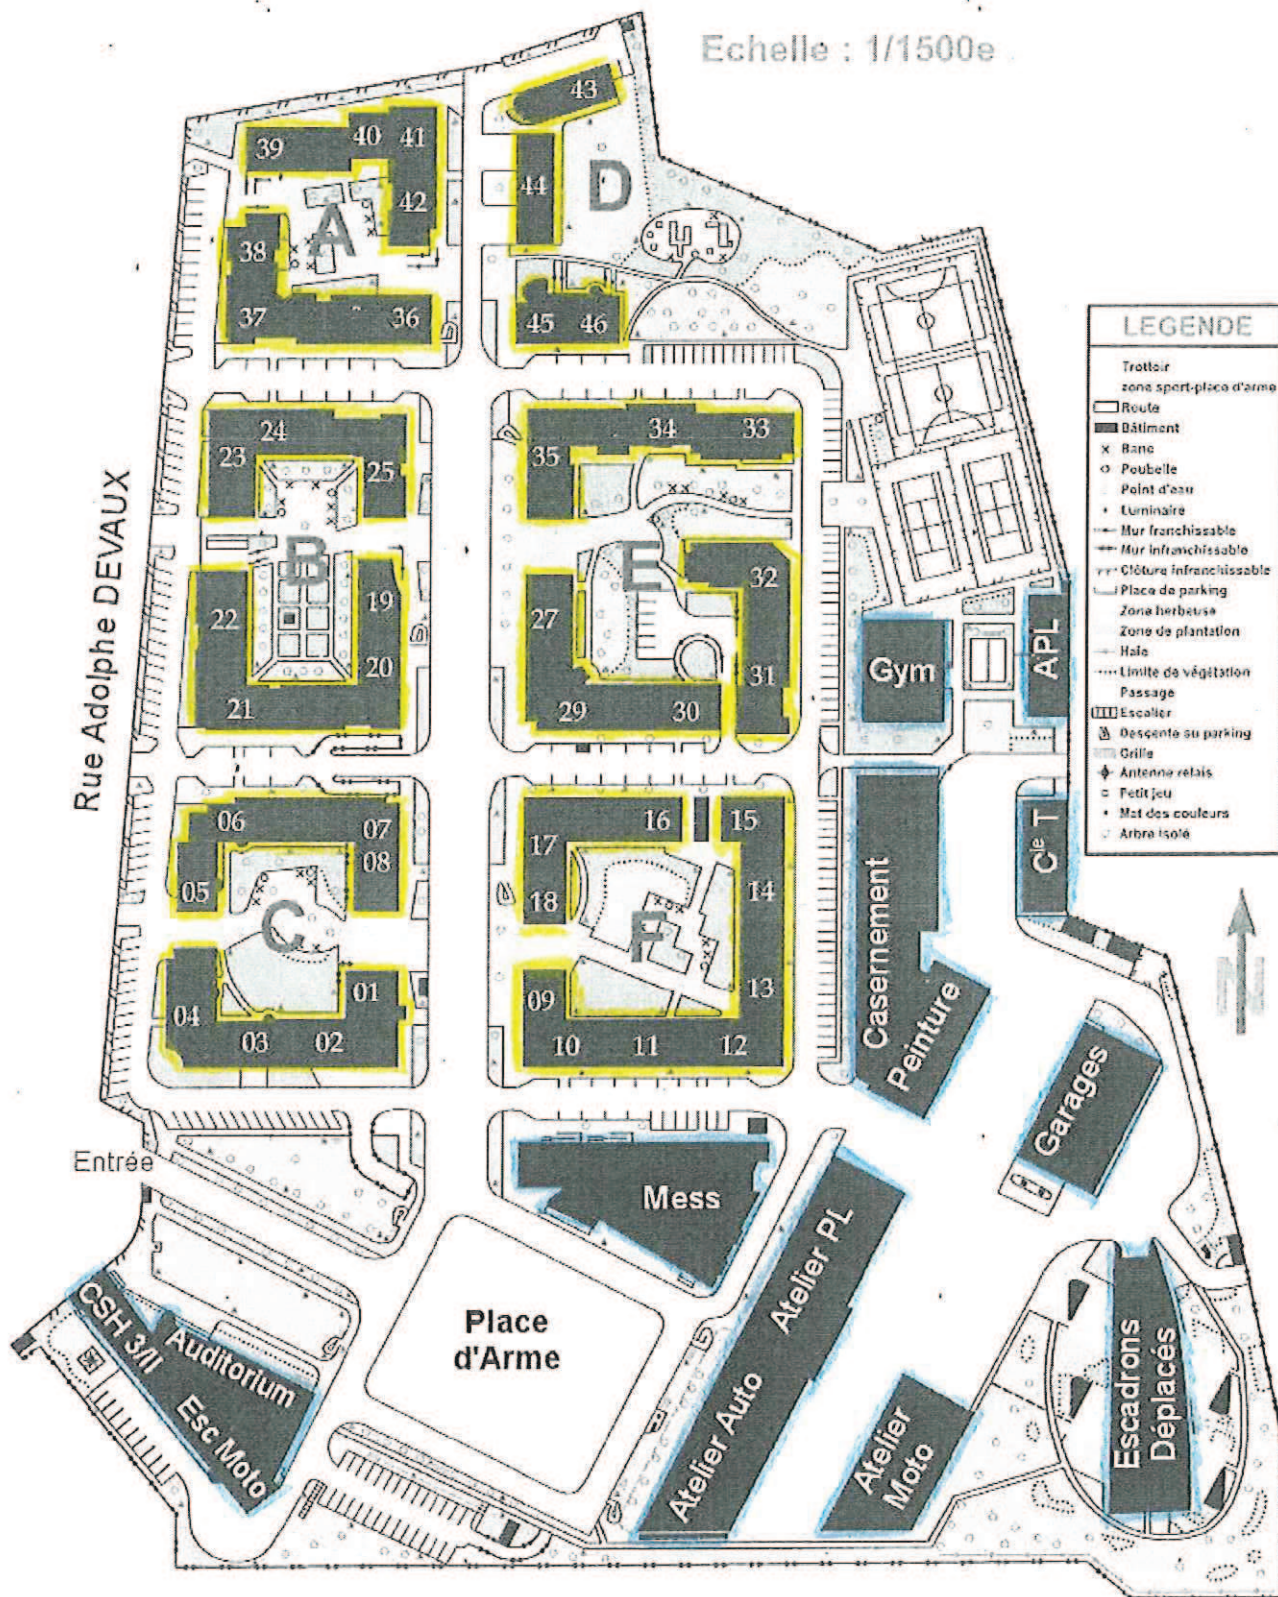 Echelle : 1/1500e
43
40
41
39
44
D
42
A
38
37
36
45
46
LEGENDE
Trottoir
zone sport-place d'arme
Route
Bâtiment
Banc
Poubelle
Point d'eau
Luminaire
Mur franchissable
Mur infranchissable
Clôture infranchissable
Place de parking
Zone herbeuse
Zone de plantation
Haie
Limite de végétation
Passage
Escalier
Descente au parking
Grille
Antenne relais
Petit jeu
Mat des couleurs
Arbre isolé
24
23
25
35
34
33
Rue Adolphe DEVAUX
B
E
32
22
19
27
20
31
21
29
30
Gym
APL
06
07
08
05
C
16
15
17
14
18
F
Casernement
Peinture
Cie T
N
01
04
03
02
09
13
10
11
12
Garages
Entrée
Mess
Place
d'Arme
Atelier PL
Atelier Auto
Atelier
Moto
Escadrons
Déplacés
CSH 3/II
Auditorium
Esc Moto